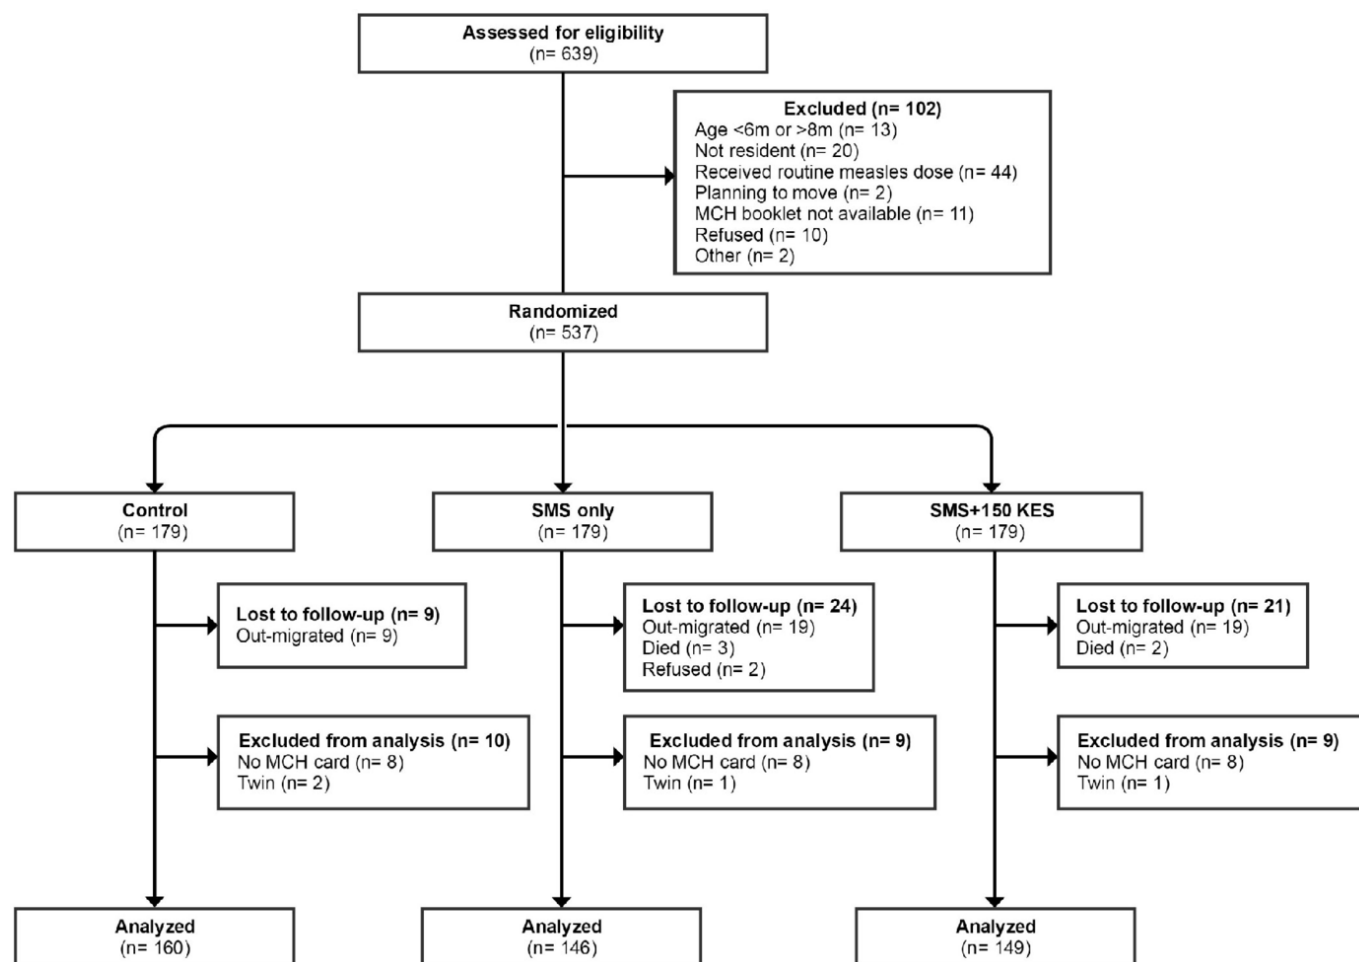 Assessed for eligibility
(n= 639)
Excluded (n= 102)
Age <6m or >8m (n= 13)
Not resident (n= 20)
Received routine measles dose (n= 44)
Planning to move (n= 2)
MCH booklet not available (n= 11)
Refused (n= 10)
Other (n= 2)
Randomized
(n= 537)
Control
(n= 179)
SMS only
(n= 179)
SMS+150 KES
(n= 179)
Lost to follow-up (n= 9)
Out-migrated (n= 9)
Lost to follow-up (n= 24)
Out-migrated (n= 19)
Died (n= 3)
Refused (n= 2)
Lost to follow-up (n= 21)
Out-migrated (n= 19)
Died (n= 2)
Excluded from analysis (n= 10)
No MCH card (n= 8)
Twin (n= 2)
Excluded from analysis (n= 9)
No MCH card (n= 8)
Twin (n= 1)
Excluded from analysis (n= 9)
No MCH card (n= 8)
Twin (n= 1)
Analyzed
(n= 160)
Analyzed
(n= 146)
Analyzed
(n= 149)